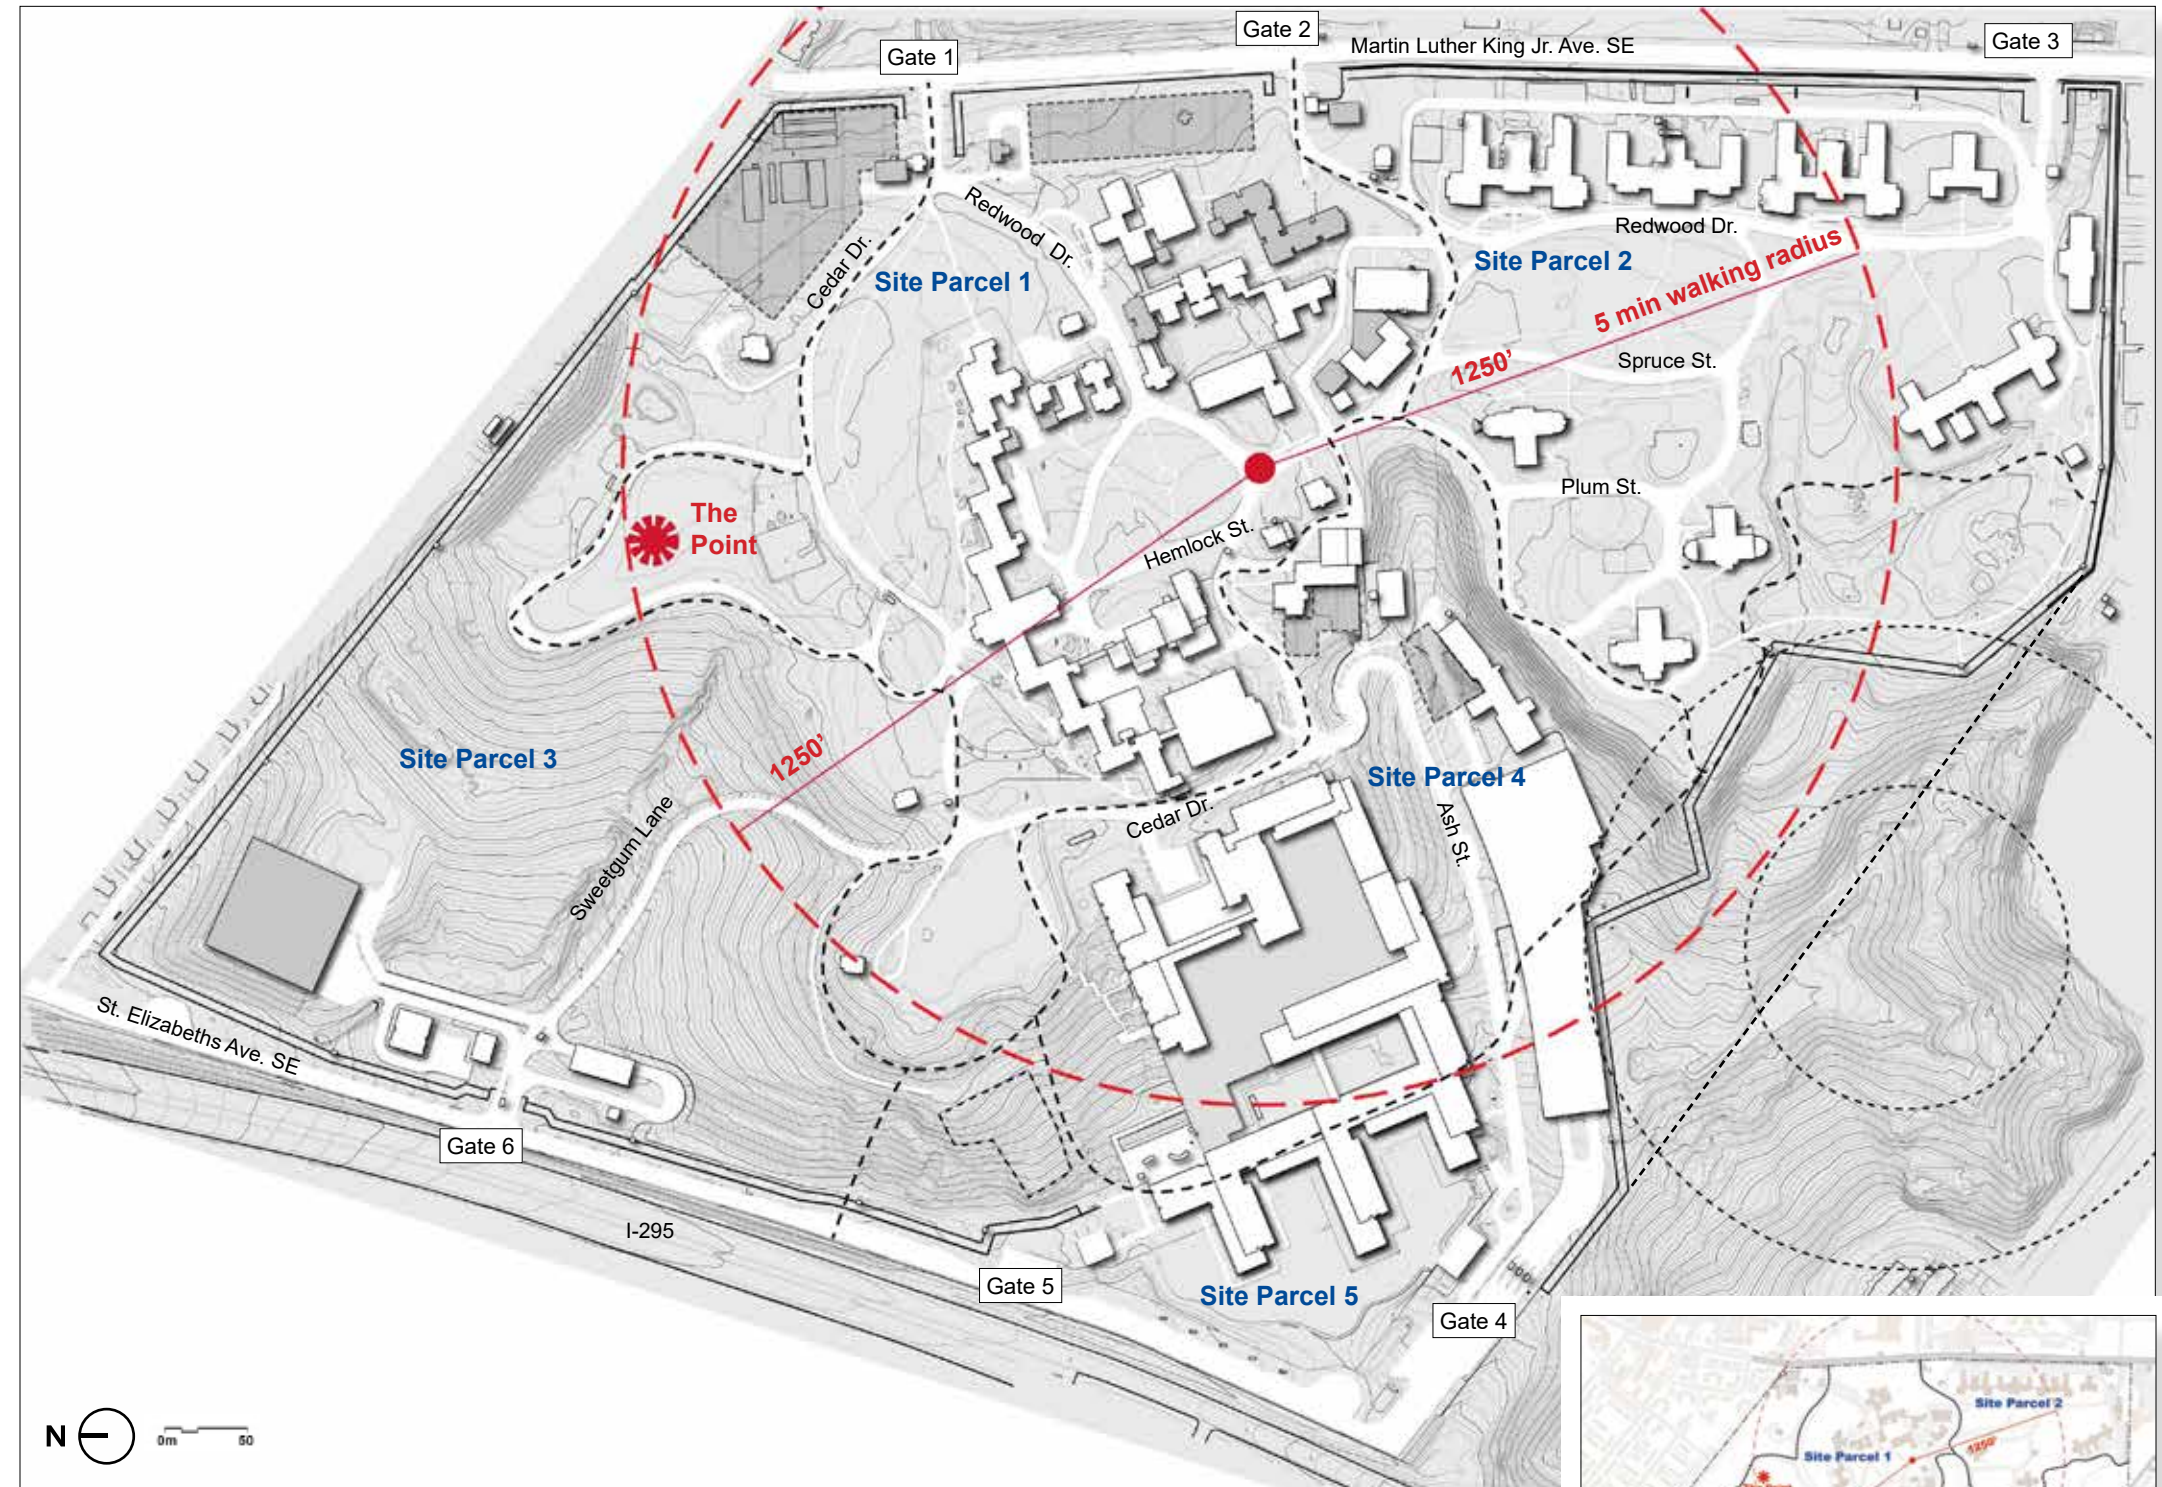 Gate 1
Gate 2
Martin Luther King Jr. Ave. SE
Gate 3
Redwood Dr.
Cedar Dr.
Site Parcel 1
Redwood Dr.
Site Parcel 2
5 min walking radius
1250’
Spruce St.
Plum St.
The
Point
Hemlock St.
Site Parcel 3
1250’
Sweetgum Lane
Cedar Dr.
Site Parcel 4
Ash St.
St. Elizabeths Ave. SE
Gate 6
I-295
Gate 5
Site Parcel 5
Gate 4
N
0m 50
Site Parcel 2
Site Parcel 1
1250'